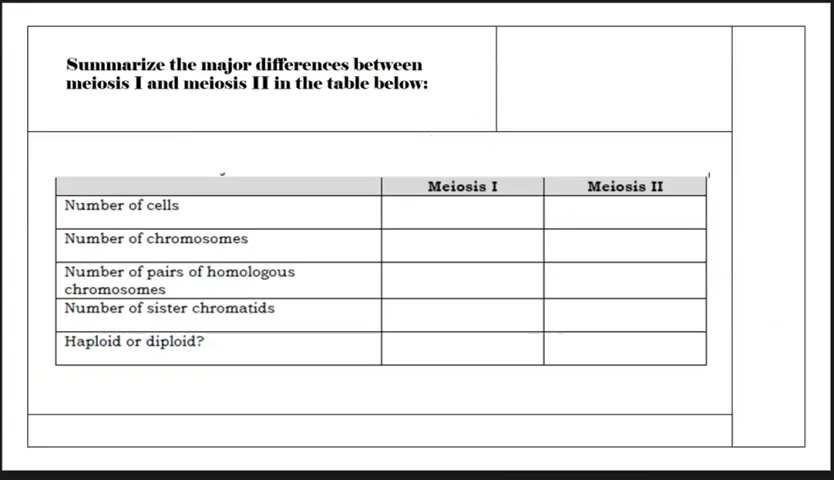 Summarize the major differences between
meiosis I and meiosis II in the table below:
Meiosis I Meiosis II
Number of cells
Number of chromosomes
Number of pairs of homologous
chromosomes
Number of sister chromatids
Haploid or diploid?